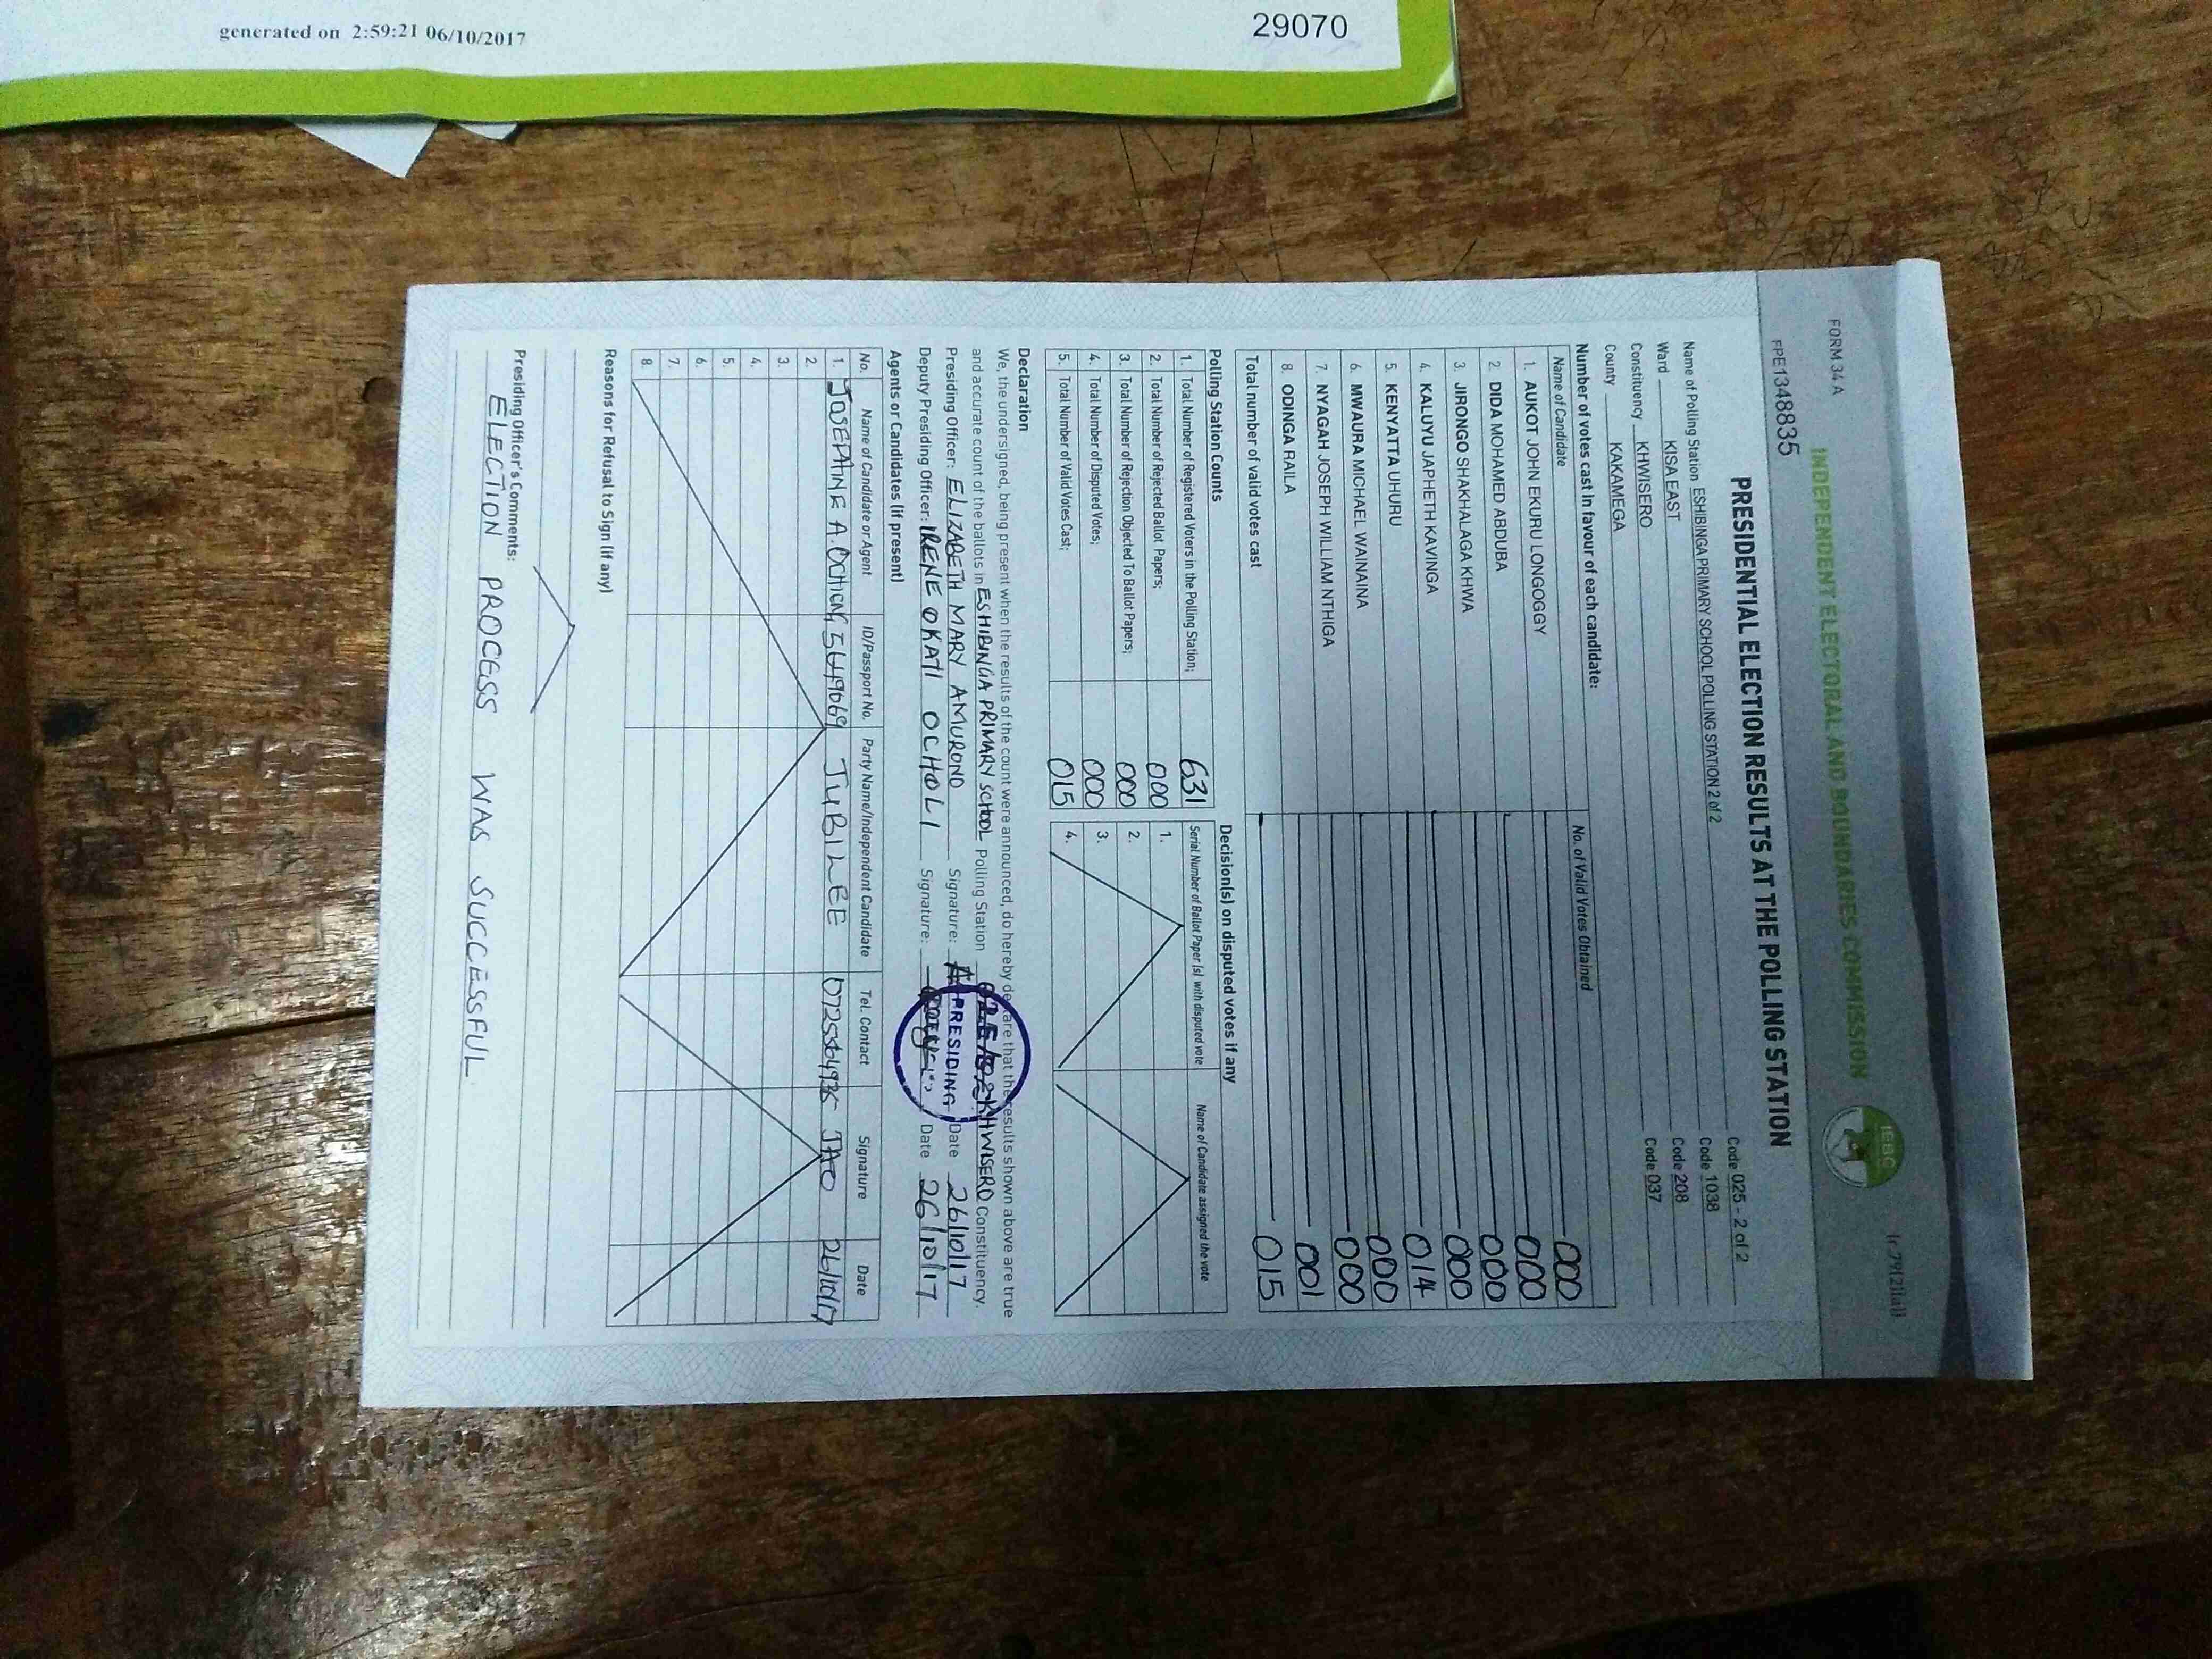 generated on 2:59:21 06/10/2017
29070
FORM 34 A
INDEPENDENT ELECTORAL AND BOUNDARIES COMMISSION
IEBC
(r.79(2)(a))
FPE1348835
PRESIDENTIAL ELECTION RESULTS AT THE POLLING STATION
Name of Polling Station ESHIBINGA PRIMARY SCHOOL POLLING STATION 2 of 2 Code 025 - 2 of 2
Ward KISA EAST Code 1038
Constituency KHWISERO Code 208
County KAKAMEGA Code 037
Number of votes cast in favour of each candidate:
Name of Candidate No. of Valid Votes Obtained
1. AUKOT JOHN EKURU LONGOGGY 000
2. DIDA MOHAMED ABDUBA 000
3. JIRONGO SHAKHALAGA KHWA 000
4. KALUYU JAPHETH KAVINGA 000
5. KENYATTA UHURU 014
6. MWAURA MICHAEL WAINAINA 000
7. NYAGAH JOSEPH WILLIAM NTHIGA 000
8. ODINGA RAILA 001
Total number of valid votes cast 015
Polling Station Counts
1. Total Number of Registered Voters in the Polling Station; 631
2. Total Number of Rejected Ballot Papers; 000
3. Total Number of Rejection Objected To Ballot Papers; 000
4. Total Number of Disputed Votes; 000
5. Total Number of Valid Votes Cast; 015
Decision(s) on disputed votes if any
Serial Number of Ballot Paper (s) with disputed vote Name of Candidate assigned the vote
1.
2.
3.
4.
Declaration
We, the undersigned, being present when the results of the count were announced, do hereby declare that the results shown above are true
and accurate count of the ballots in ESHIBINGA PRIMARY SCHOOL Polling Station KHWISERO Constituency.
Presiding Officer: ELIZABETH MARY AMUROND Signature: PRESIDING Date 26/10/17
Deputy Presiding Officer: IRENE OKATI OCHOLI Signature: Date 26/10/17
Agents or Candidates (if present)
No. Name of Candidate or Agent ID/Passport No. Party Name/Independent Candidate Tel. Contact Signature Date
1. JOSEPHINE A. JUBILEE JAO 26/10/17
2.
3.
4.
5.
6.
7.
8.
Reasons for Refusal to Sign (if any)
Presiding Officer's Comments:
ELECTION PROCESS WAS SUCCESSFUL